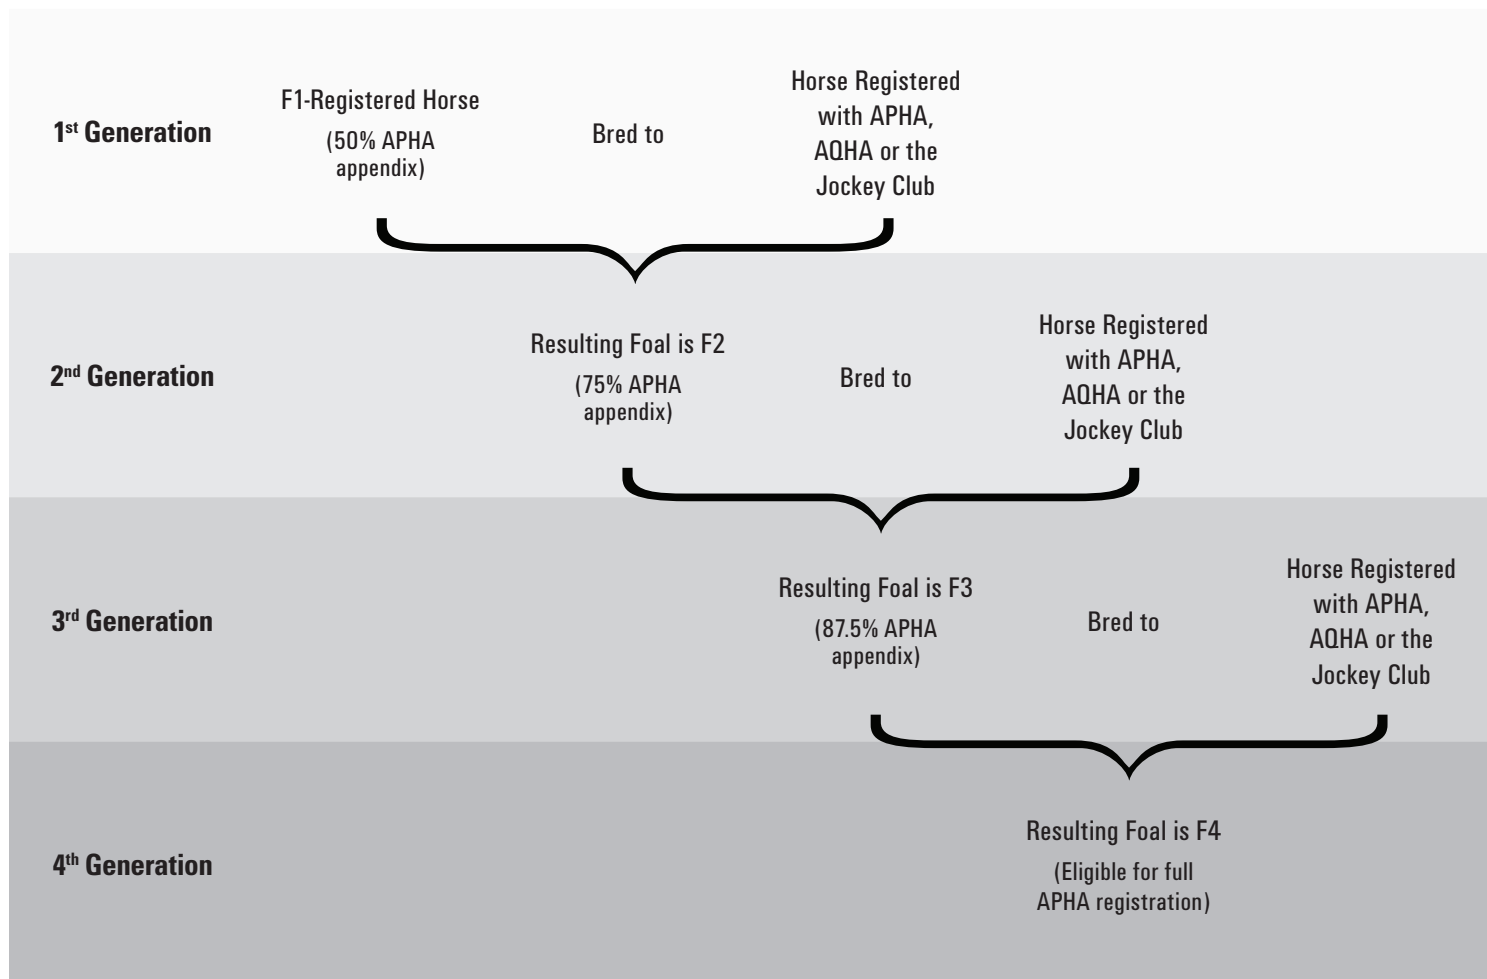 1st Generation
F1-Registered Horse
(50% APHA
appendix)
Bred to
Horse Registered
with APHA,
AQHA or the
Jockey Club
2nd Generation
Resulting Foal is F2
(75% APHA
appendix)
Bred to
Horse Registered
with APHA,
AQHA or the
Jockey Club
3rd Generation
Resulting Foal is F3
(87.5% APHA
appendix)
Bred to
Horse Registered
with APHA,
AQHA or the
Jockey Club
4th Generation
Resulting Foal is F4
(Eligible for full
APHA registration)